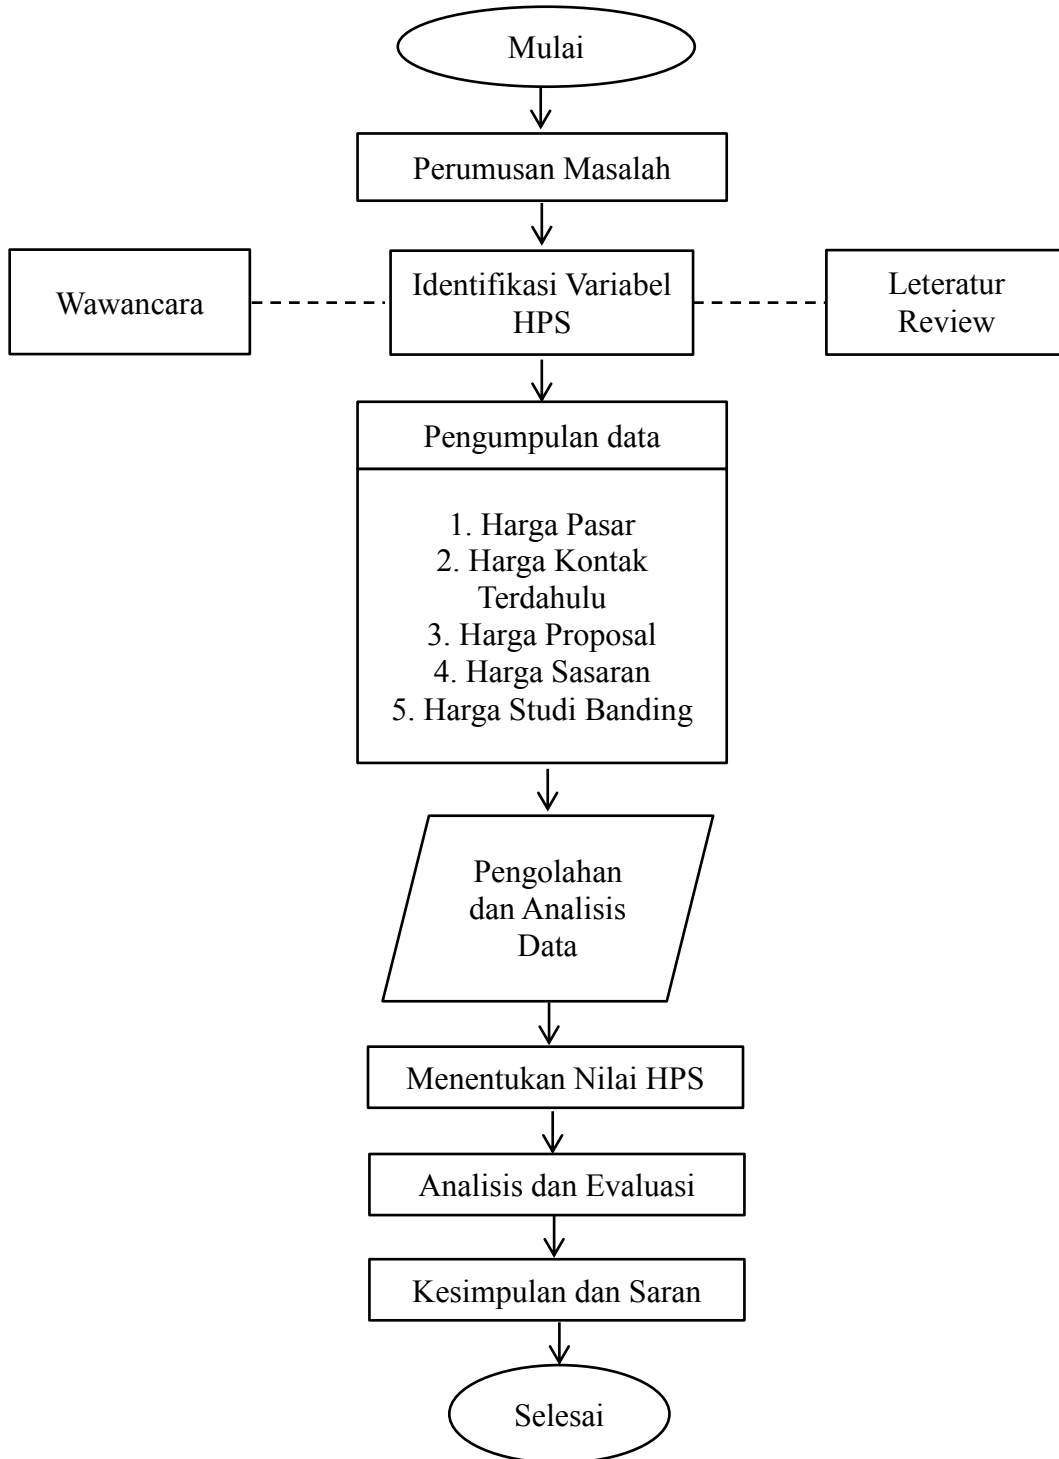 Mulai
Perumusan Masalah
Wawancara
Identifikasi Variabel
HPS
Leteratur
Review
Pengumpulan data
1. Harga Pasar
2. Harga Kontak
Terdahulu
3. Harga Proposal
4. Harga Sasaran
5. Harga Studi Banding
Pengolahan
dan Analisis
Data
Menentukan Nilai HPS
Analisis dan Evaluasi
Kesimpulan dan Saran
Selesai